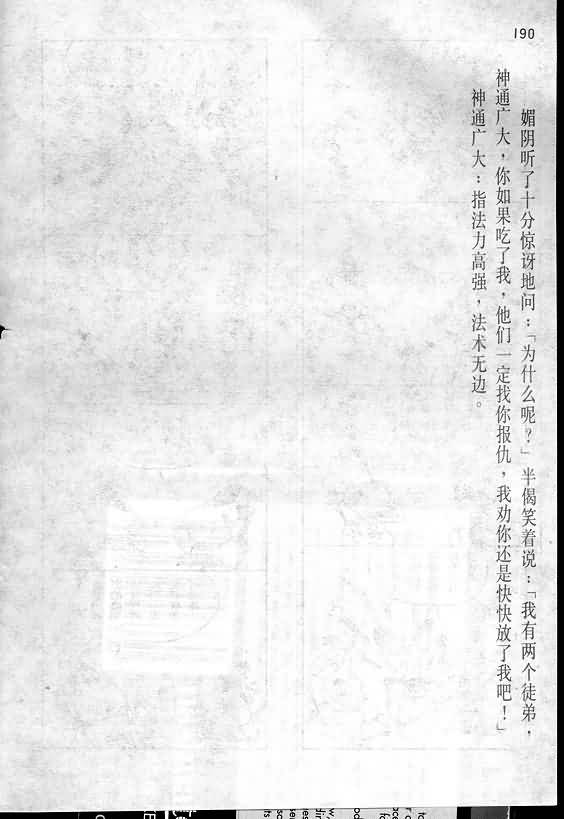 190
媚阴听了十分惊讶地问：「为什么呢？」半偈笑着说：「我有两个徒弟，
神通广大，你如果吃了我，他们一定找你报仇，我劝你还是快快放了我吧！」
神通广大：指法力高强，法术无边。